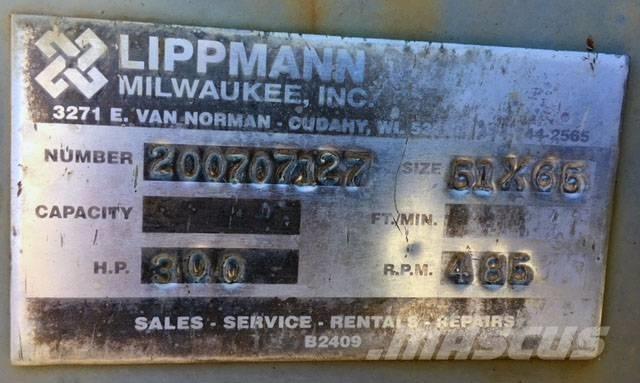 LIPPMANN
MILWAUKEE, INC.
3271 E. VAN NORMAN - CUDAHY, WI. 44-2565
NUMBER 200707127 SIZE 51X65
CAPACITY FT./MIN.
H.P. 300 R.P.M. 485
SALES - SERVICE - RENTALS - REPAIRS
B2409
MASCUS